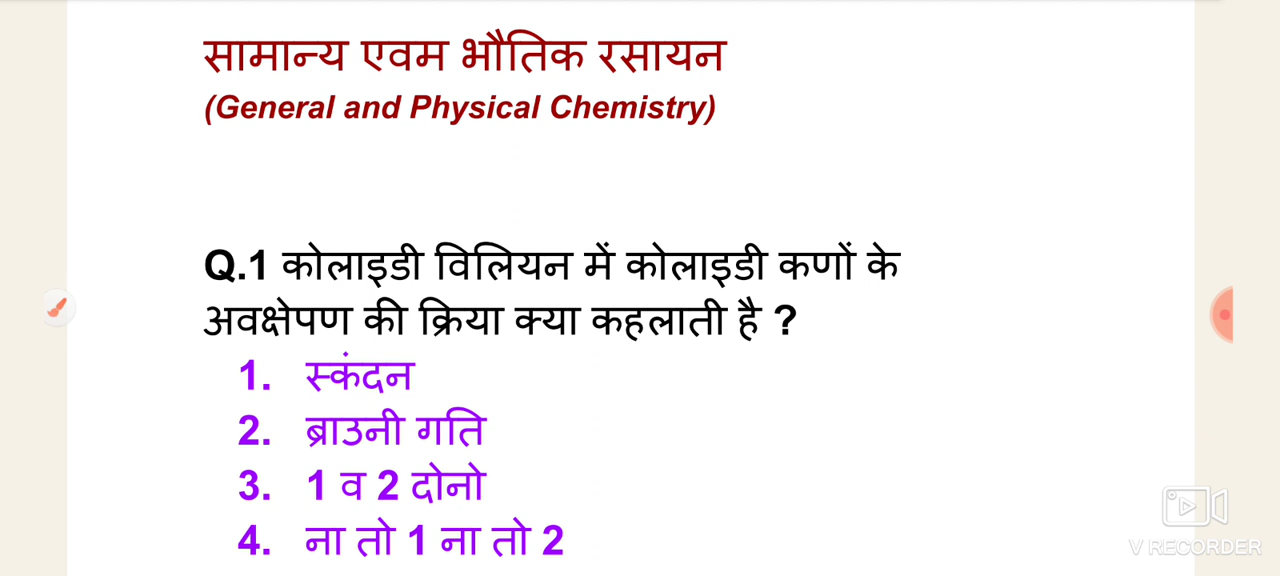 सामान्य एवम भौतिक रसायन
(General and Physical Chemistry)
Q.1 कोलाइडी विलियन में कोलाइडी कणों के
अवक्षेपण की क्रिया क्या कहलाती है ?
1. स्कंदन
2. ब्राउनी गति
3. 1 व 2 दोनो
4. ना तो 1 ना तो 2
V RECORDER